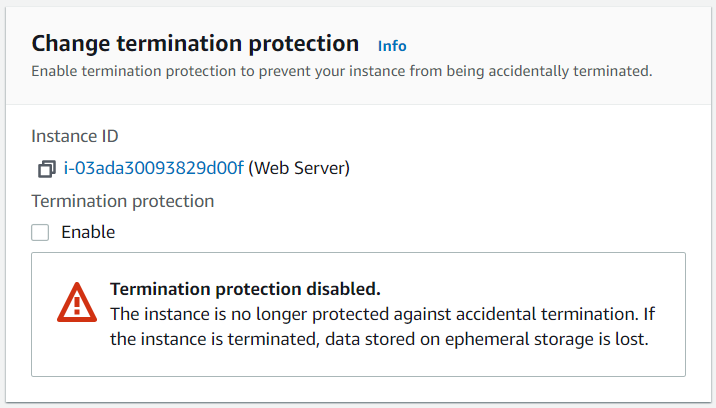 Change termination protection Info
Enable termination protection to prevent your instance from being accidentally terminated.
Instance ID
i-03ada30093829d00f (Web Server)
Termination protection
Enable
Termination protection disabled.
The instance is no longer protected against accidental termination. If
the instance is terminated, data stored on ephemeral storage is lost.